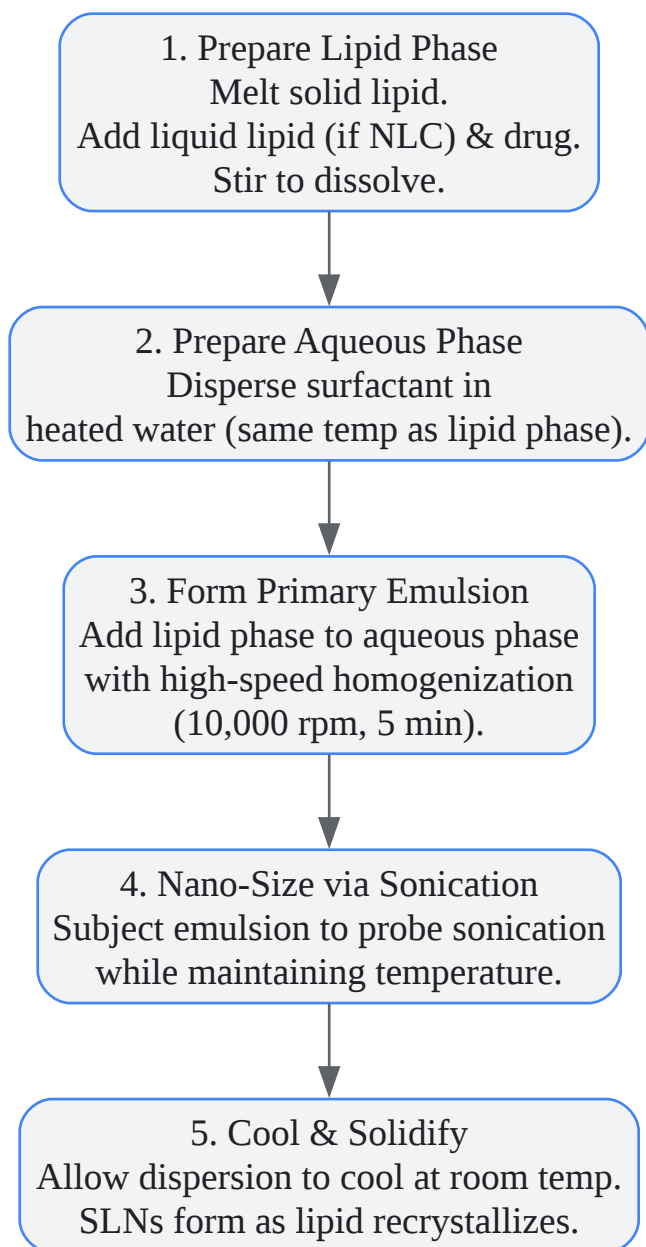 1. Prepare Lipid Phase
Melt solid lipid.
Add liquid lipid (if NLC) & drug.
Stir to dissolve.
2. Prepare Aqueous Phase
Disperse surfactant in
heated water (same temp as lipid phase).
3. Form Primary Emulsion
Add lipid phase to aqueous phase
with high-speed homogenization
(10,000 rpm, 5 min).
4. Nano-Size via Sonication
Subject emulsion to probe sonication
while maintaining temperature.
5. Cool & Solidify
Allow dispersion to cool at room temp.
SLNs form as lipid recrystallizes.